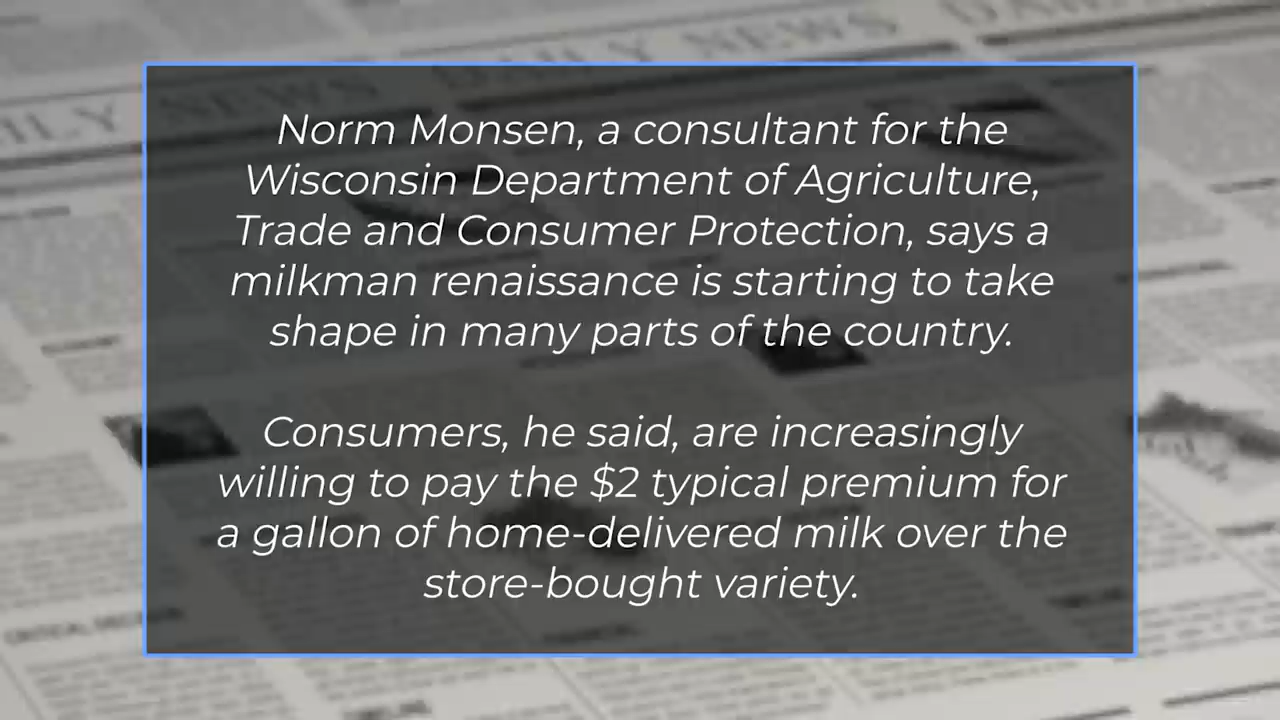 DAILY NEWS
Norm Monsen, a consultant for the
Wisconsin Department of Agriculture,
Trade and Consumer Protection, says a
milkman renaissance is starting to take
shape in many parts of the country.
Consumers, he said, are increasingly
willing to pay the $2 typical premium for
a gallon of home-delivered milk over the
store-bought variety.